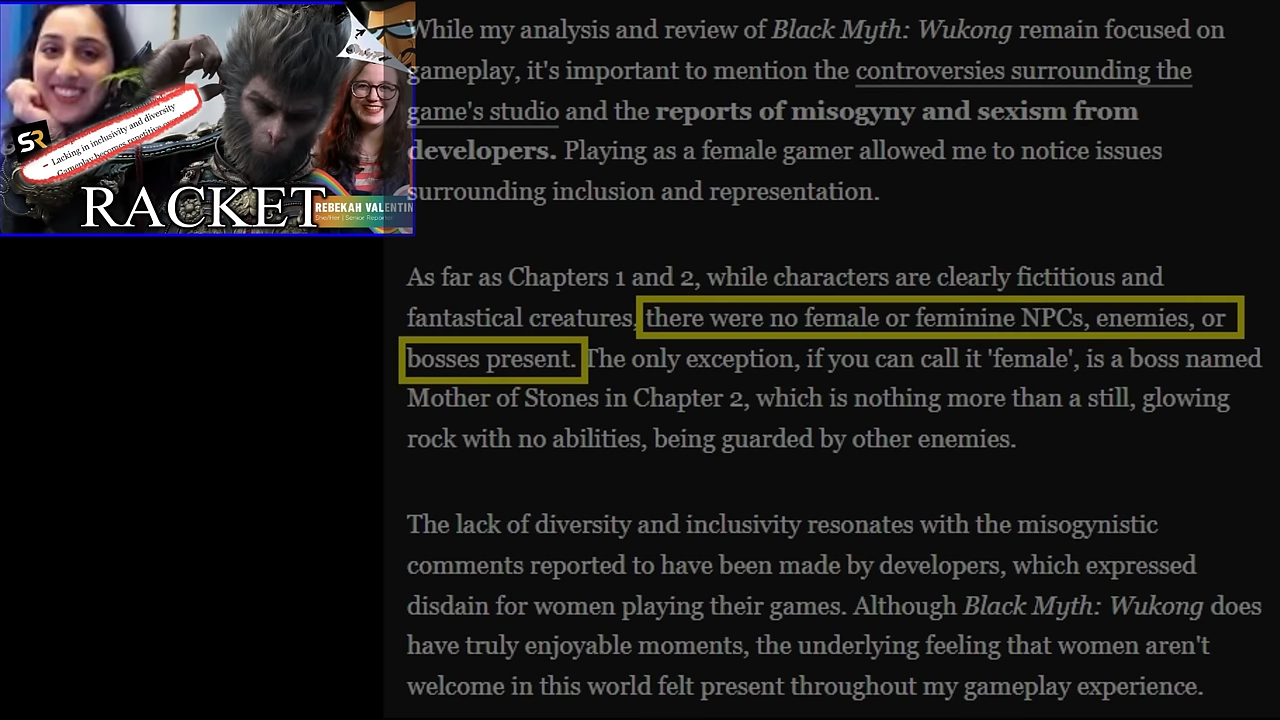 SR
- Lacking in inclusivity and diversity
Gameplay becomes
RACKET
REBEKAH VALENTIN
She/Her | Senior Reporter
While my analysis and review of Black Myth: Wukong remain focused on
gameplay, it's important to mention the controversies surrounding the
game's studio and the reports of misogyny and sexism from
developers. Playing as a female gamer allowed me to notice issues
surrounding inclusion and representation.
As far as Chapters 1 and 2, while characters are clearly fictitious and
fantastical creatures, there were no female or feminine NPCs, enemies, or
bosses present. The only exception, if you can call it 'female', is a boss named
Mother of Stones in Chapter 2, which is nothing more than a still, glowing
rock with no abilities, being guarded by other enemies.
The lack of diversity and inclusivity resonates with the misogynistic
comments reported to have been made by developers, which expressed
disdain for women playing their games. Although Black Myth: Wukong does
have truly enjoyable moments, the underlying feeling that women aren't
welcome in this world felt present throughout my gameplay experience.